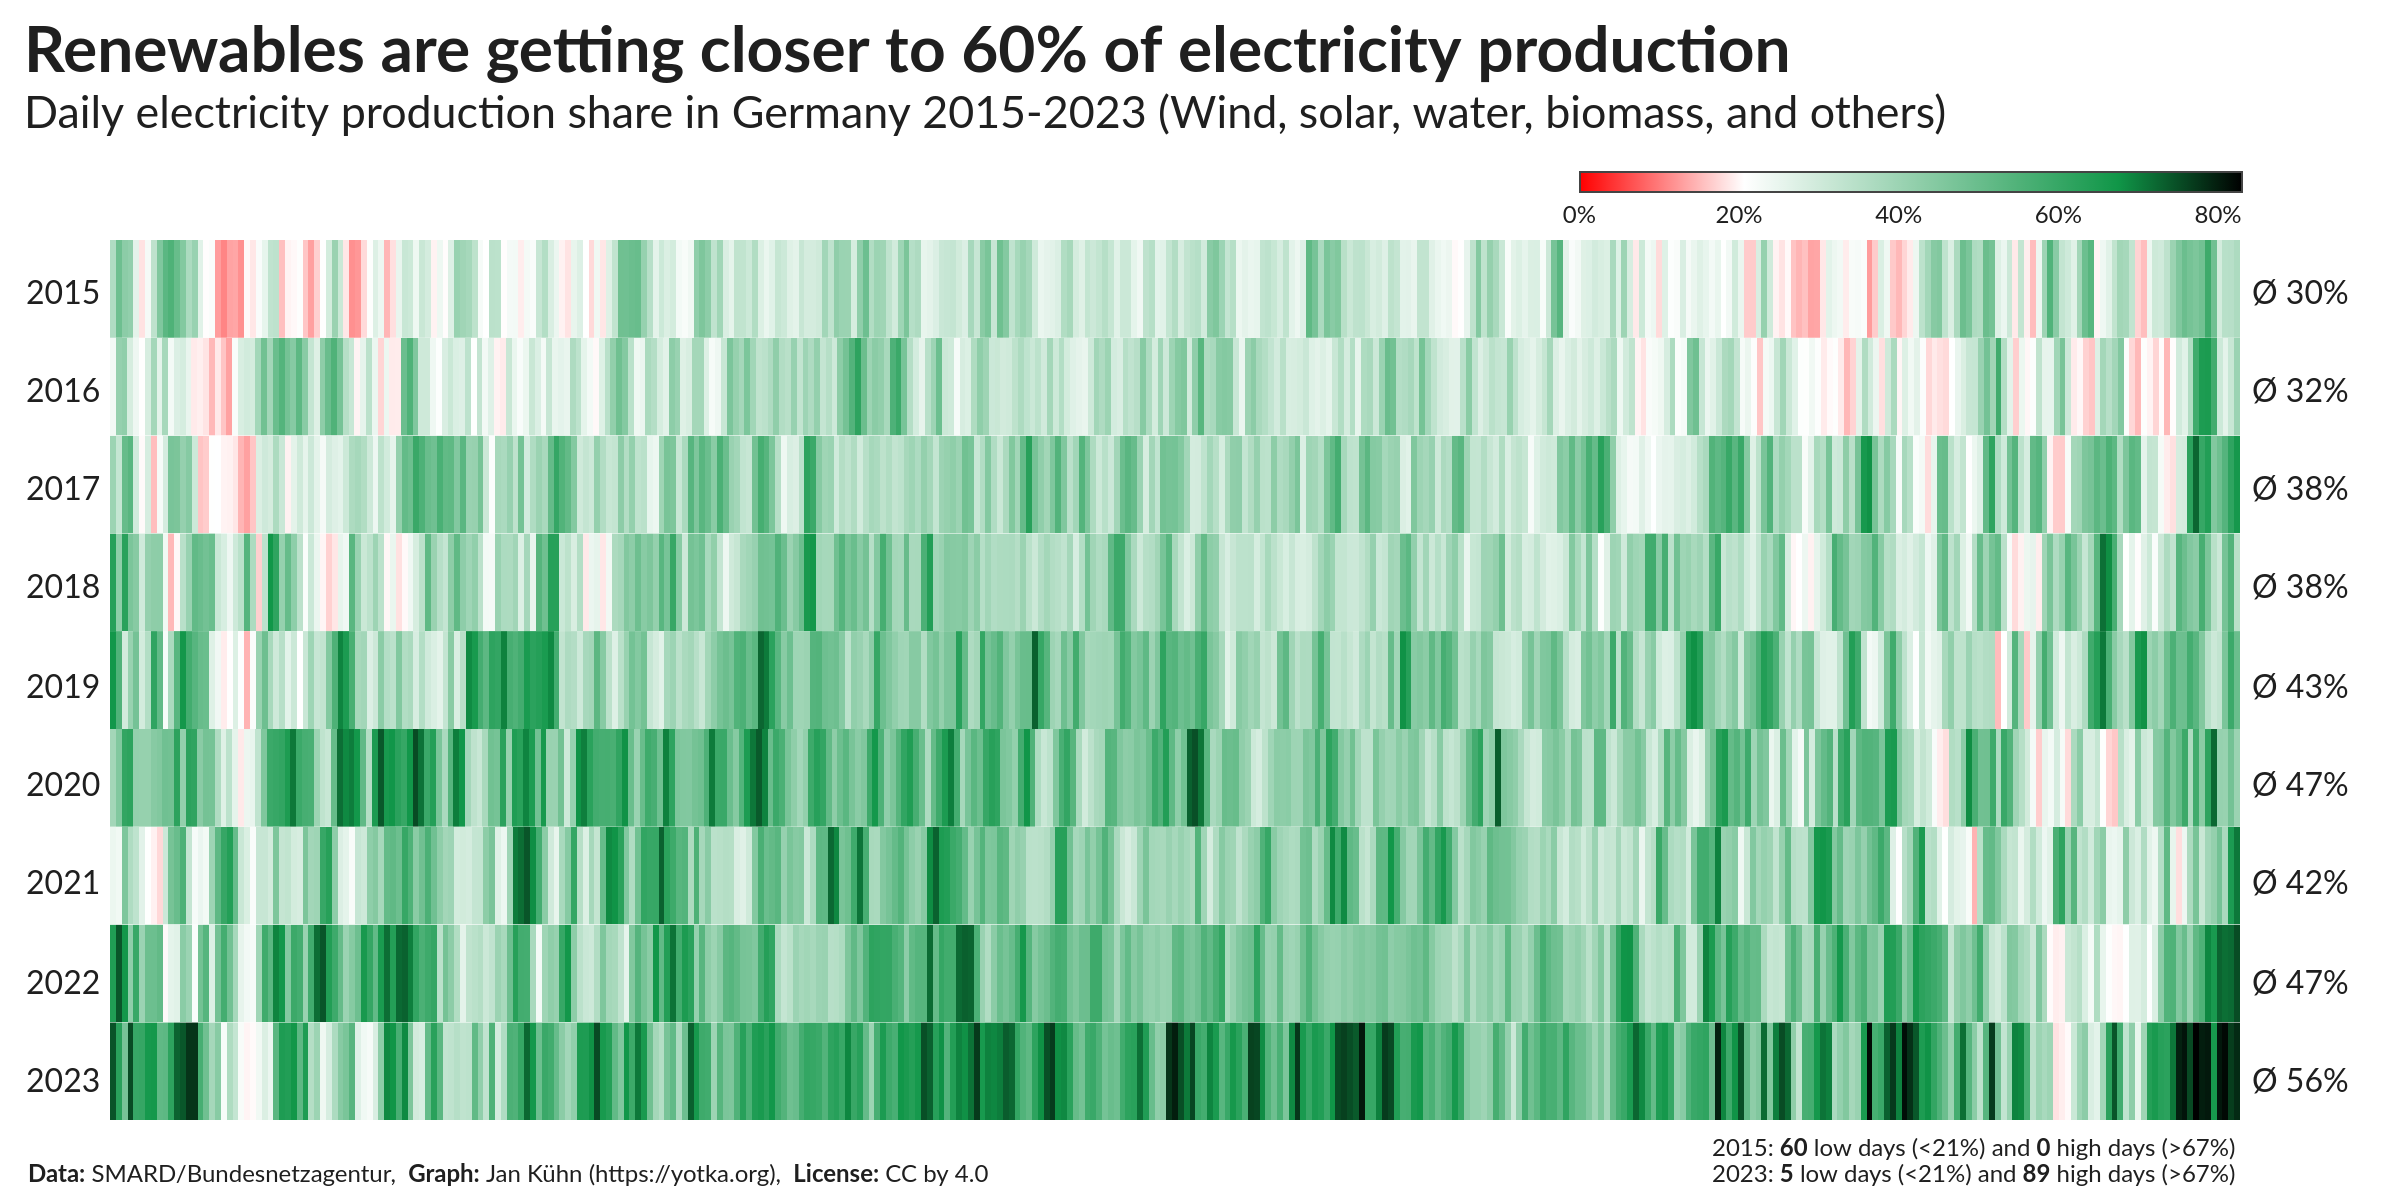 Renewables are getting closer to 60% of electricity production
Daily electricity production share in Germany 2015-2023 (Wind, solar, water, biomass, and others)
0% 20% 40% 60% 80%
2015 Ø 30%
2016 Ø 32%
2017 Ø 38%
2018 Ø 38%
2019 Ø 43%
2020 Ø 47%
2021 Ø 42%
2022 Ø 47%
2023 Ø 56%
2015: 60 low days (<21%) and 0 high days (>67%)
2023: 5 low days (<21%) and 89 high days (>67%)
Data: SMARD/Bundesnetzagentur, Graph: Jan Kühn (https://yotka.org), License: CC by 4.0